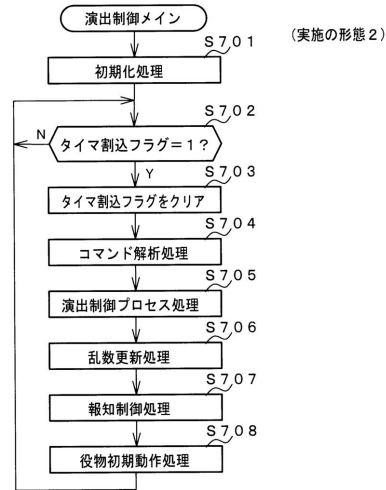 演出制御メイン
(実施の形態2)
S701
初期化処理
S702
N
タイマ割込フラグ=1?
Y
S703
タイマ割込フラグをクリア
S704
コマンド解析処理
S705
演出制御プロセス処理
S706
乱数更新処理
S707
報知制御処理
S708
役物初期動作処理